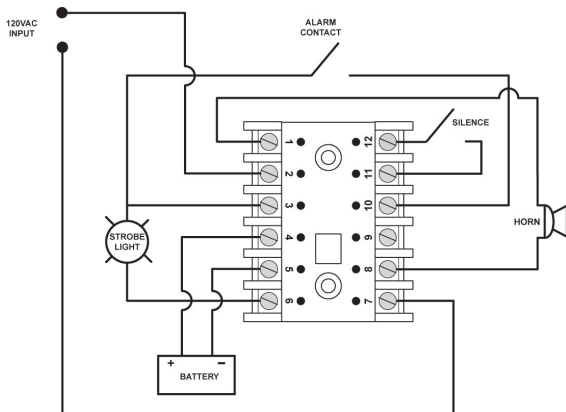 120VAC
INPUT
ALARM
CONTACT
SILENCE
1
2
3
4
5
6
12
11
10
9
8
7
STROBE
LIGHT
HORN
+ −
BATTERY